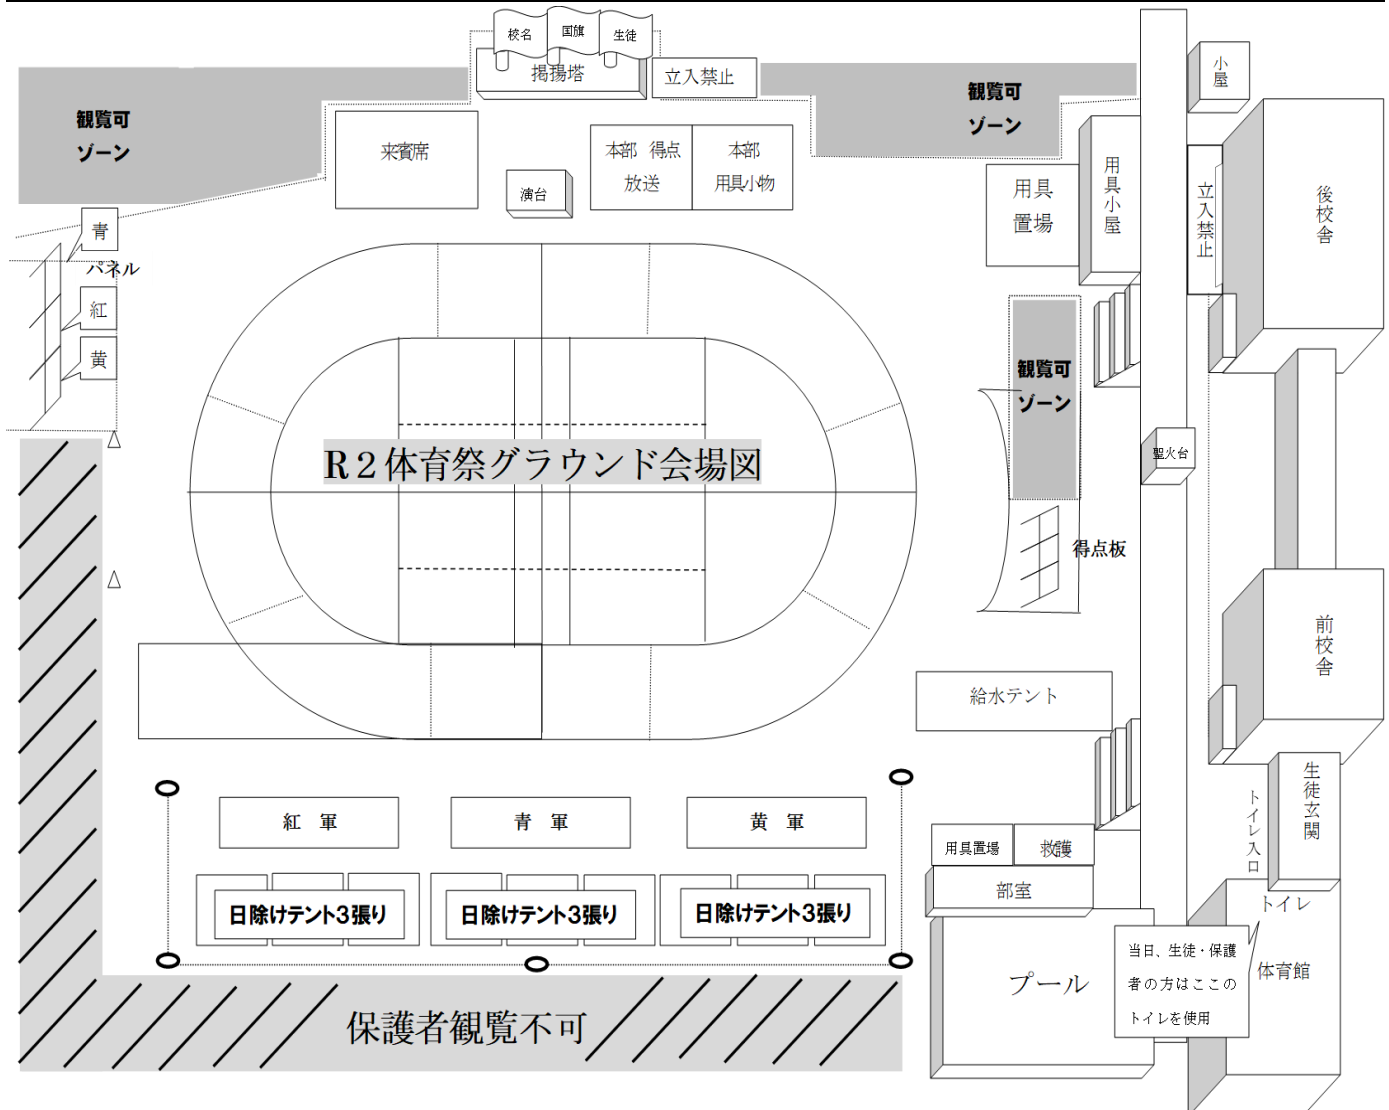 校名
国旗
生徒
掲揚塔
立入禁止
小屋
観覧可
ゾーン
観覧可
ゾーン
来賓席
本部 得点
放送
本部
用具小物
演台
用具
置場
用具小屋
立入禁止
後校舎
青
パネル
紅
黄
観覧可
ゾーン
R2体育祭グラウンド会場図
聖火台
得点板
前校舎
給水テント
紅 軍
青 軍
黄 軍
生徒玄関
トイレ入口
用具置場
救護
部室
日除けテント3張り
日除けテント3張り
日除けテント3張り
トイレ
当日、生徒・保護
者の方はここの
トイレを使用
体育館
プール
保護者観覧不可